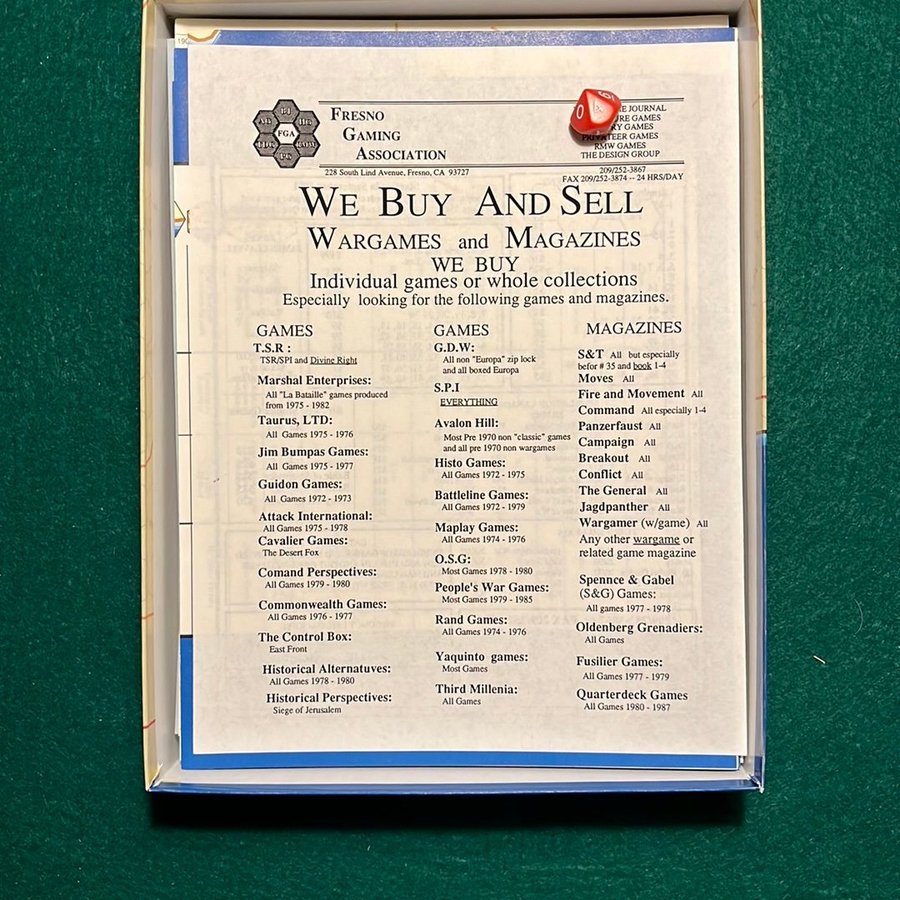 FGA
FRESNO
GAMING
ASSOCIATION
228 South Lind Avenue, Fresno, CA 93727
JOURNAL
GAMES
GAMES
PRIVATEER GAMES
RMW GAMES
THE DESIGN GROUP
209/252-3867
FAX 209/252-3874 -- 24 HRS/DAY
WE BUY AND SELL
WARGAMES and MAGAZINES
WE BUY
Individual games or whole collections
Especially looking for the following games and magazines.
GAMES
T.S.R :
TSR/SPI and Divine Right
Marshal Enterprises:
All "La Bataille" games produced
from 1975 - 1982
Taurus, LTD:
All Games 1975 - 1976
Jim Bumpas Games:
All Games 1975 - 1977
Guidon Games:
All Games 1972 - 1973
Attack International:
All Games 1975 - 1978
Cavalier Games:
The Desert Fox
Comand Perspectives:
All Games 1979 - 1980
Commonwealth Games:
All Games 1976 - 1977
The Control Box:
East Front
Historical Alternatuves:
All Games 1978 - 1980
Historical Perspectives:
Siege of Jerusalem
GAMES
G.D.W:
All non "Europa" zip lock
and all boxed Europa
S.P.I
EVERYTHING
Avalon Hill:
Most Pre 1970 non "classic" games
and all pre 1970 non wargames
Histo Games:
All Games 1972 - 1975
Battleline Games:
All Games 1972 - 1979
Maplay Games:
All Games 1974 - 1976
O.S.G:
Most Games 1978 - 1980
People's War Games:
Most Games 1979 - 1985
Rand Games:
All Games 1974 - 1976
Yaquinto games:
Most Games
Third Millenia:
All Games
MAGAZINES
S&T All but especially
befor # 35 and book 1-4
Moves All
Fire and Movement All
Command All especially 1-4
Panzerfaust All
Campaign All
Breakout All
Conflict All
The General All
Jagdpanther All
Wargamer (w/game) All
Any other wargame or
related game magazine
Spennce & Gabel
(S&G) Games:
All games 1977 - 1978
Oldenberg Grenadiers:
All Games
Fusilier Games:
All Games 1977 - 1979
Quarterdeck Games
All Games 1980 - 1987